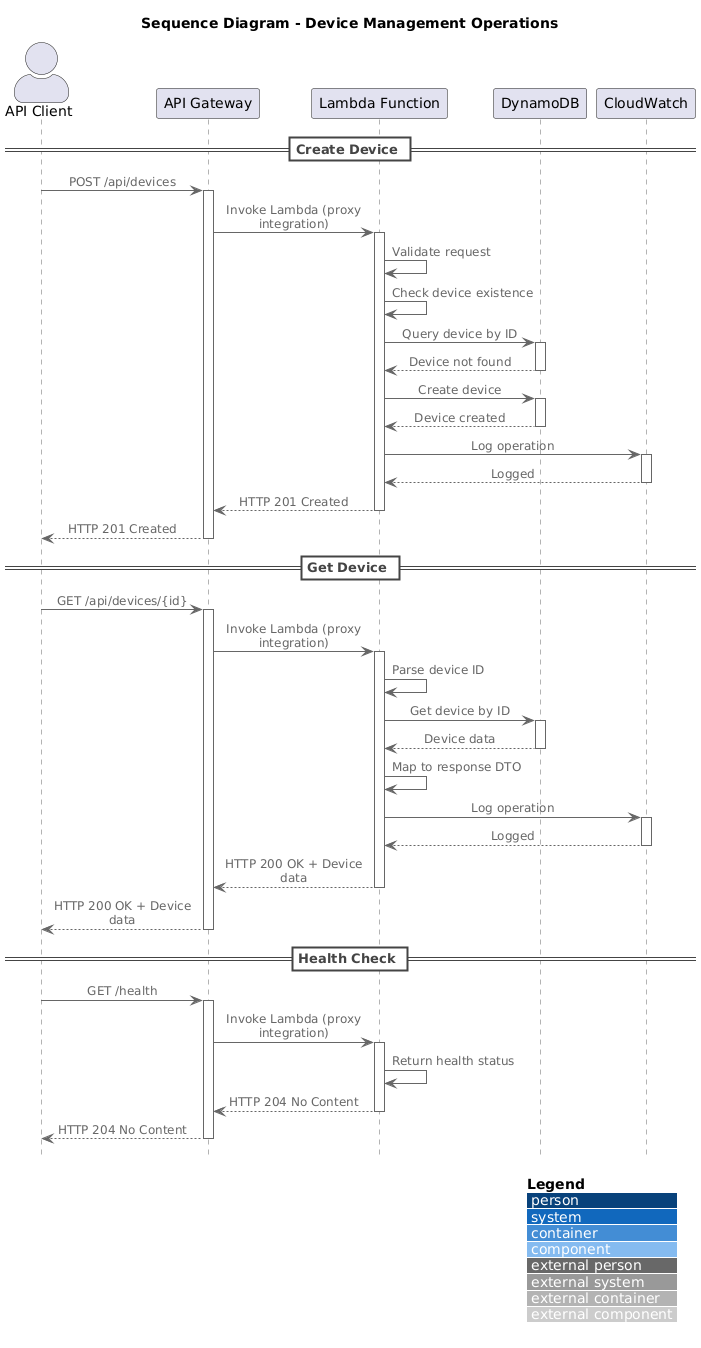 Sequence Diagram - Device Management Operations
API Client
API Gateway
Lambda Function
DynamoDB
CloudWatch
Create Device
POST /api/devices
Invoke Lambda (proxy
integration)
Validate request
Check device existence
Query device by ID
Device not found
Create device
Device created
Log operation
Logged
HTTP 201 Created
HTTP 201 Created
Get Device
GET /api/devices/{id}
Invoke Lambda (proxy
integration)
Parse device ID
Get device by ID
Device data
Map to response DTO
Log operation
Logged
HTTP 200 OK + Device
data
HTTP 200 OK + Device
data
Health Check
GET /health
Invoke Lambda (proxy
integration)
Return health status
HTTP 204 No Content
HTTP 204 No Content
Legend
person
system
container
component
external person
external system
external container
external component